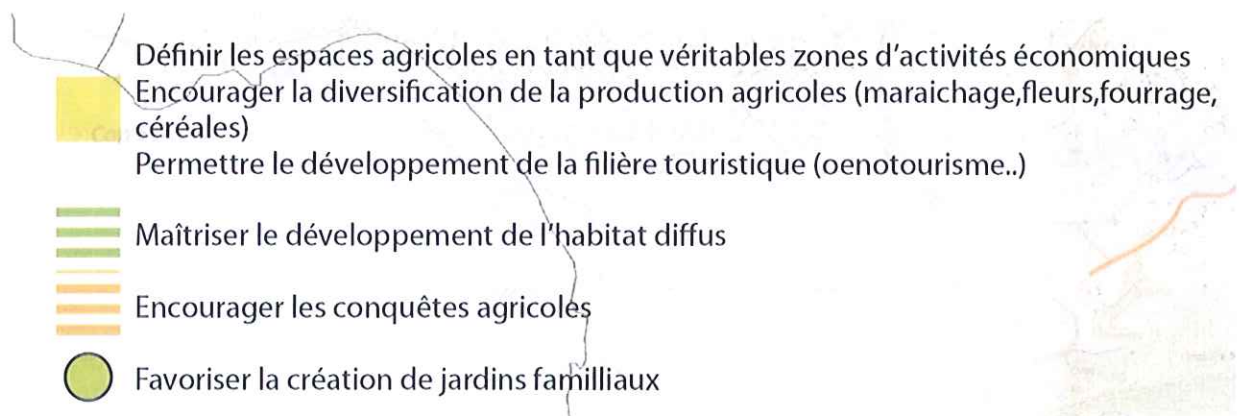 Définir les espaces agricoles en tant que véritables zones d'activités économiques
Encourager la diversification de la production agricoles (maraichage,fleurs,fourrage,
céréales)
Permettre le développement de la filière touristique (oenotourisme..)
Maîtriser le développement de l'habitat diffus
Encourager les conquêtes agricoles
Favoriser la création de jardins familliaux